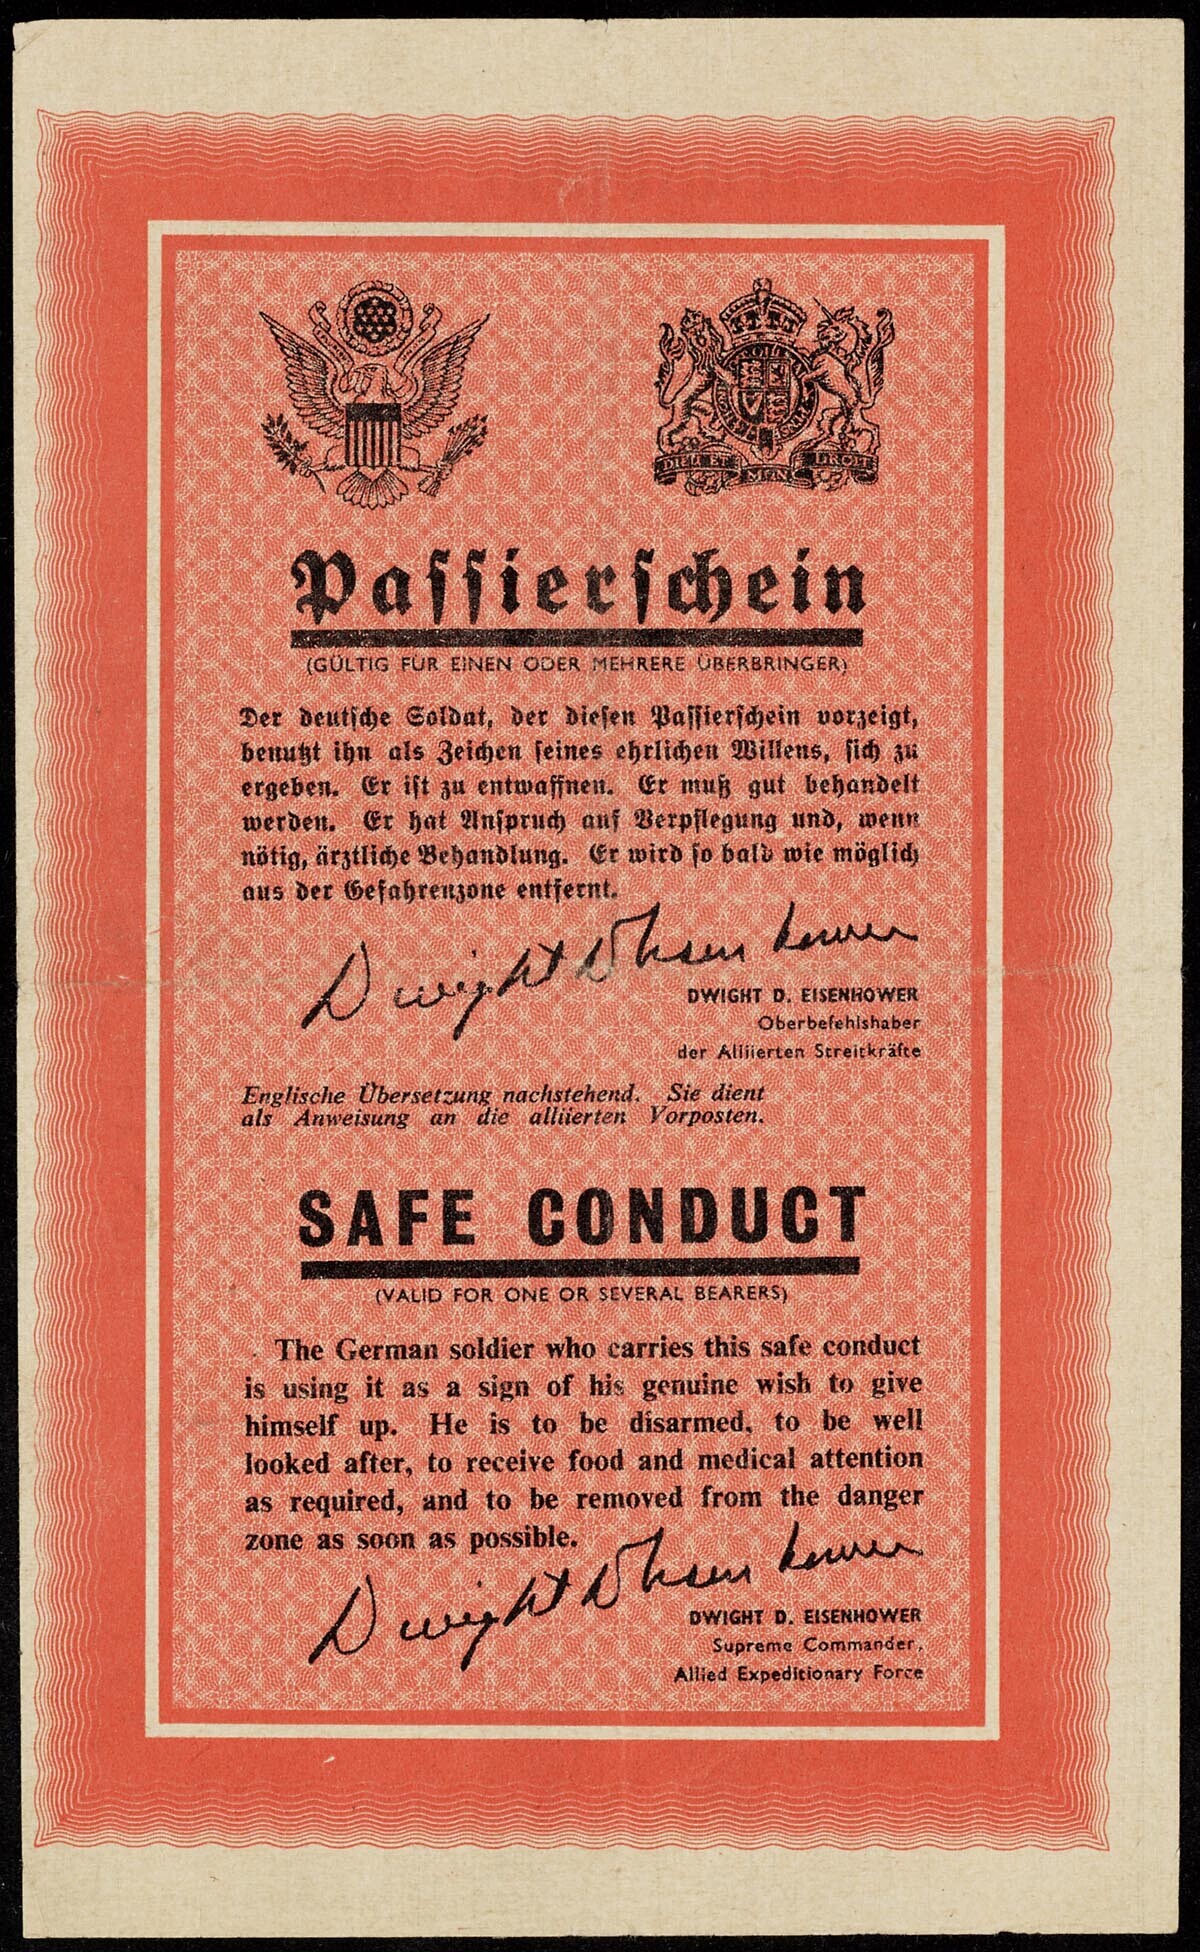 Passierschein
(GÜLTIG FÜR EINEN ODER MEHRERE ÜBERBRINGER)
Der deutsche Soldat, der diesen Passierschein vorzeigt,
benutzt ihn als Zeichen seines ehrlichen Willens, sich zu
ergeben. Er ist zu entwaffnen. Er muß gut behandelt
werden. Er hat Anspruch auf Verpflegung und, wenn
nötig, ärztliche Behandlung. Er wird so bald wie möglich
aus der Gefahrenzone entfernt.
Dwight D Eisenhower
DWIGHT D. EISENHOWER
Oberbefehlshaber
der Alliierten Streitkräfte
Englische Übersetzung nachstehend. Sie dient
als Anweisung an die alliierten Vorposten.
SAFE CONDUCT
(VALID FOR ONE OR SEVERAL BEARERS)
The German soldier who carries this safe conduct
is using it as a sign of his genuine wish to give
himself up. He is to be disarmed, to be well
looked after, to receive food and medical attention
as required, and to be removed from the danger
zone as soon as possible.
Dwight D Eisenhower
DWIGHT D. EISENHOWER
Supreme Commander,
Allied Expeditionary Force